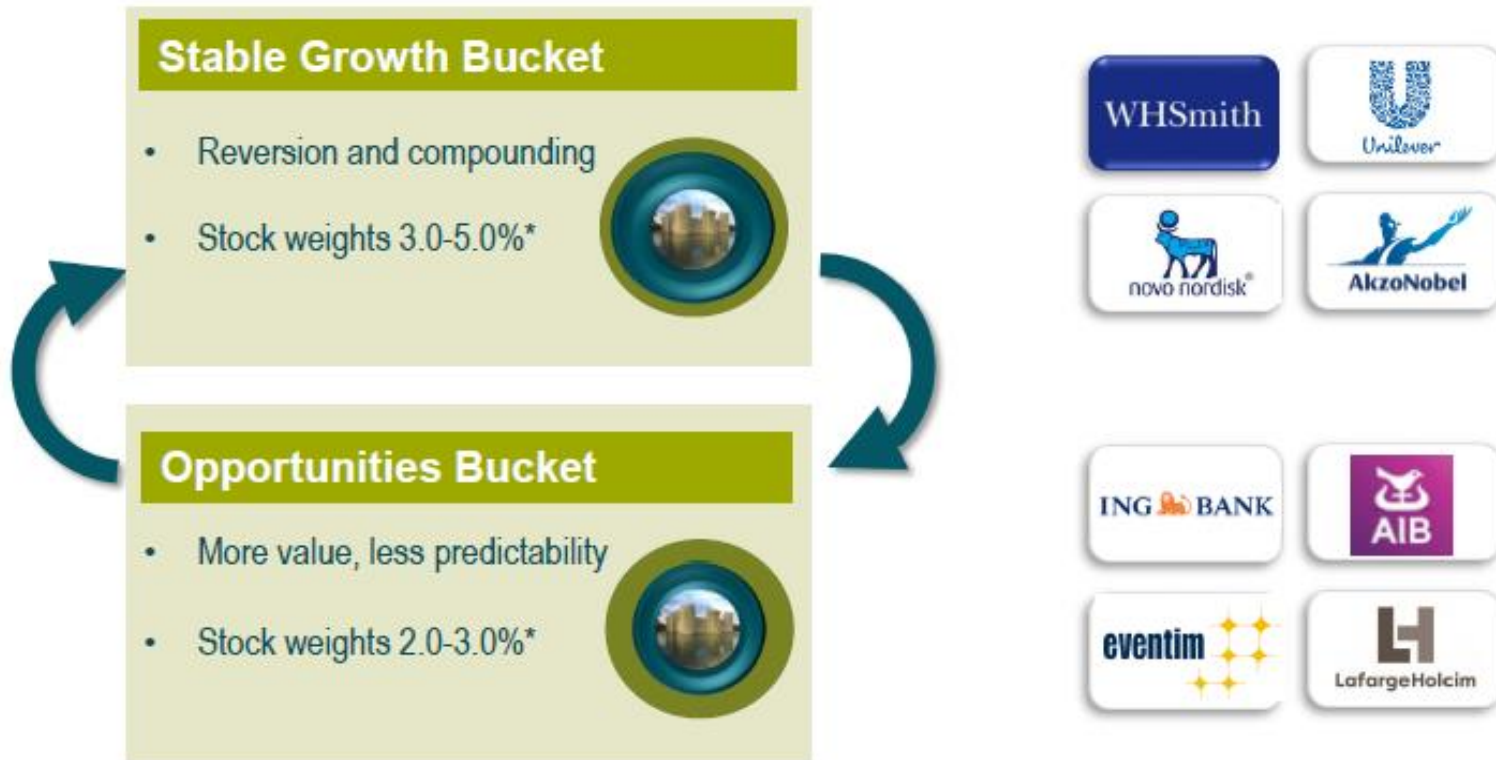 Stable Growth Bucket
• Reversion and compounding
• Stock weights 3.0-5.0%*
Opportunities Bucket
• More value, less predictability
• Stock weights 2.0-3.0%*
WHSmith
Unilever
novo nordisk®
AkzoNobel
ING BANK
AIB
eventim
LafargeHolcim